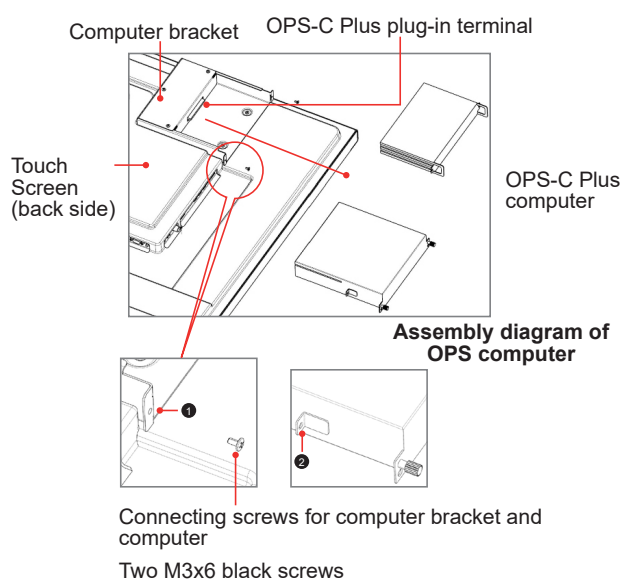 Computer bracket
OPS-C Plus plug-in terminal
Touch
Screen
(back side)
OPS-C Plus
computer
Assembly diagram of
OPS computer
1
2
Connecting screws for computer bracket and
computer
Two M3x6 black screws